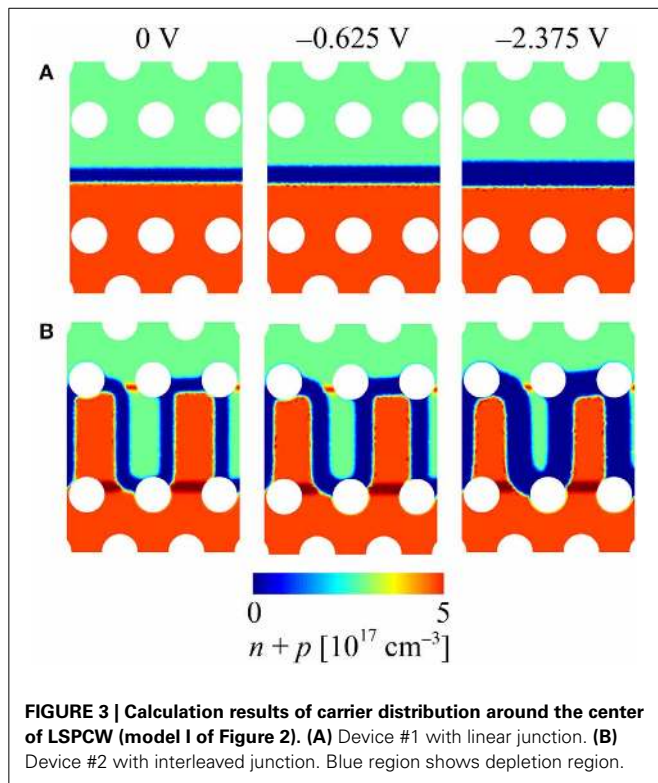 0 V –0.625 V –2.375 V
A
B
0 5
n + p [10¹⁷ cm⁻³]
FIGURE 3 | Calculation results of carrier distribution around the center
of LSPCW (model I of Figure 2). (A) Device #1 with linear junction. (B)
Device #2 with interleaved junction. Blue region shows depletion region.